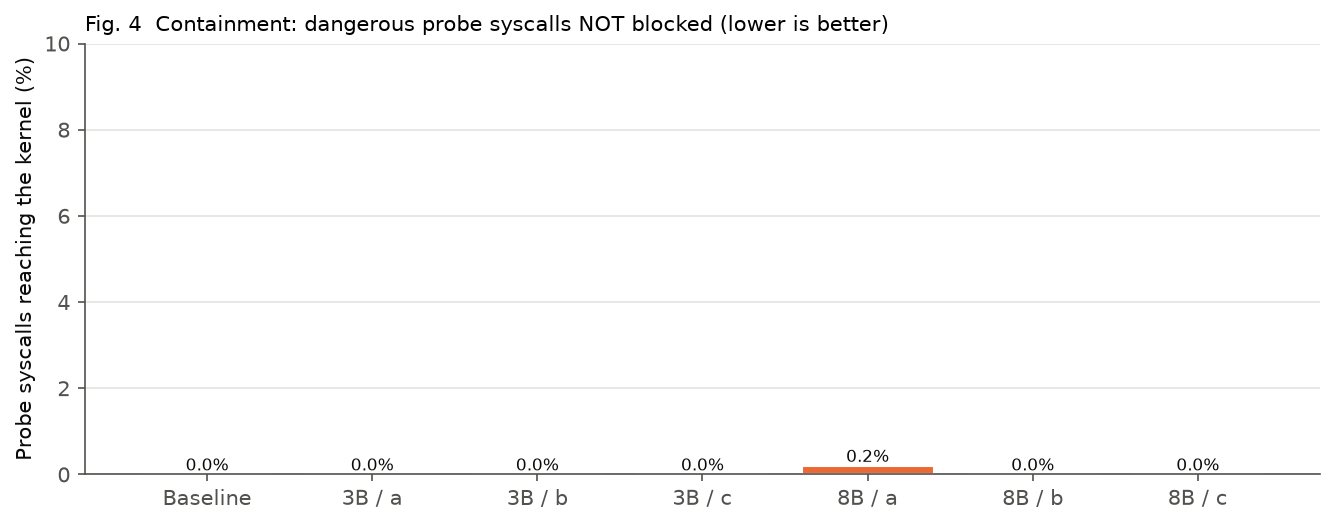 Fig. 4  Containment: dangerous probe syscalls NOT blocked (lower is better)
Probe syscalls reaching the kernel (%)
10
8
6
4
2
0
0.0% 0.0% 0.0% 0.0% 0.2% 0.0% 0.0%
Baseline 3B / a 3B / b 3B / c 8B / a 8B / b 8B / c